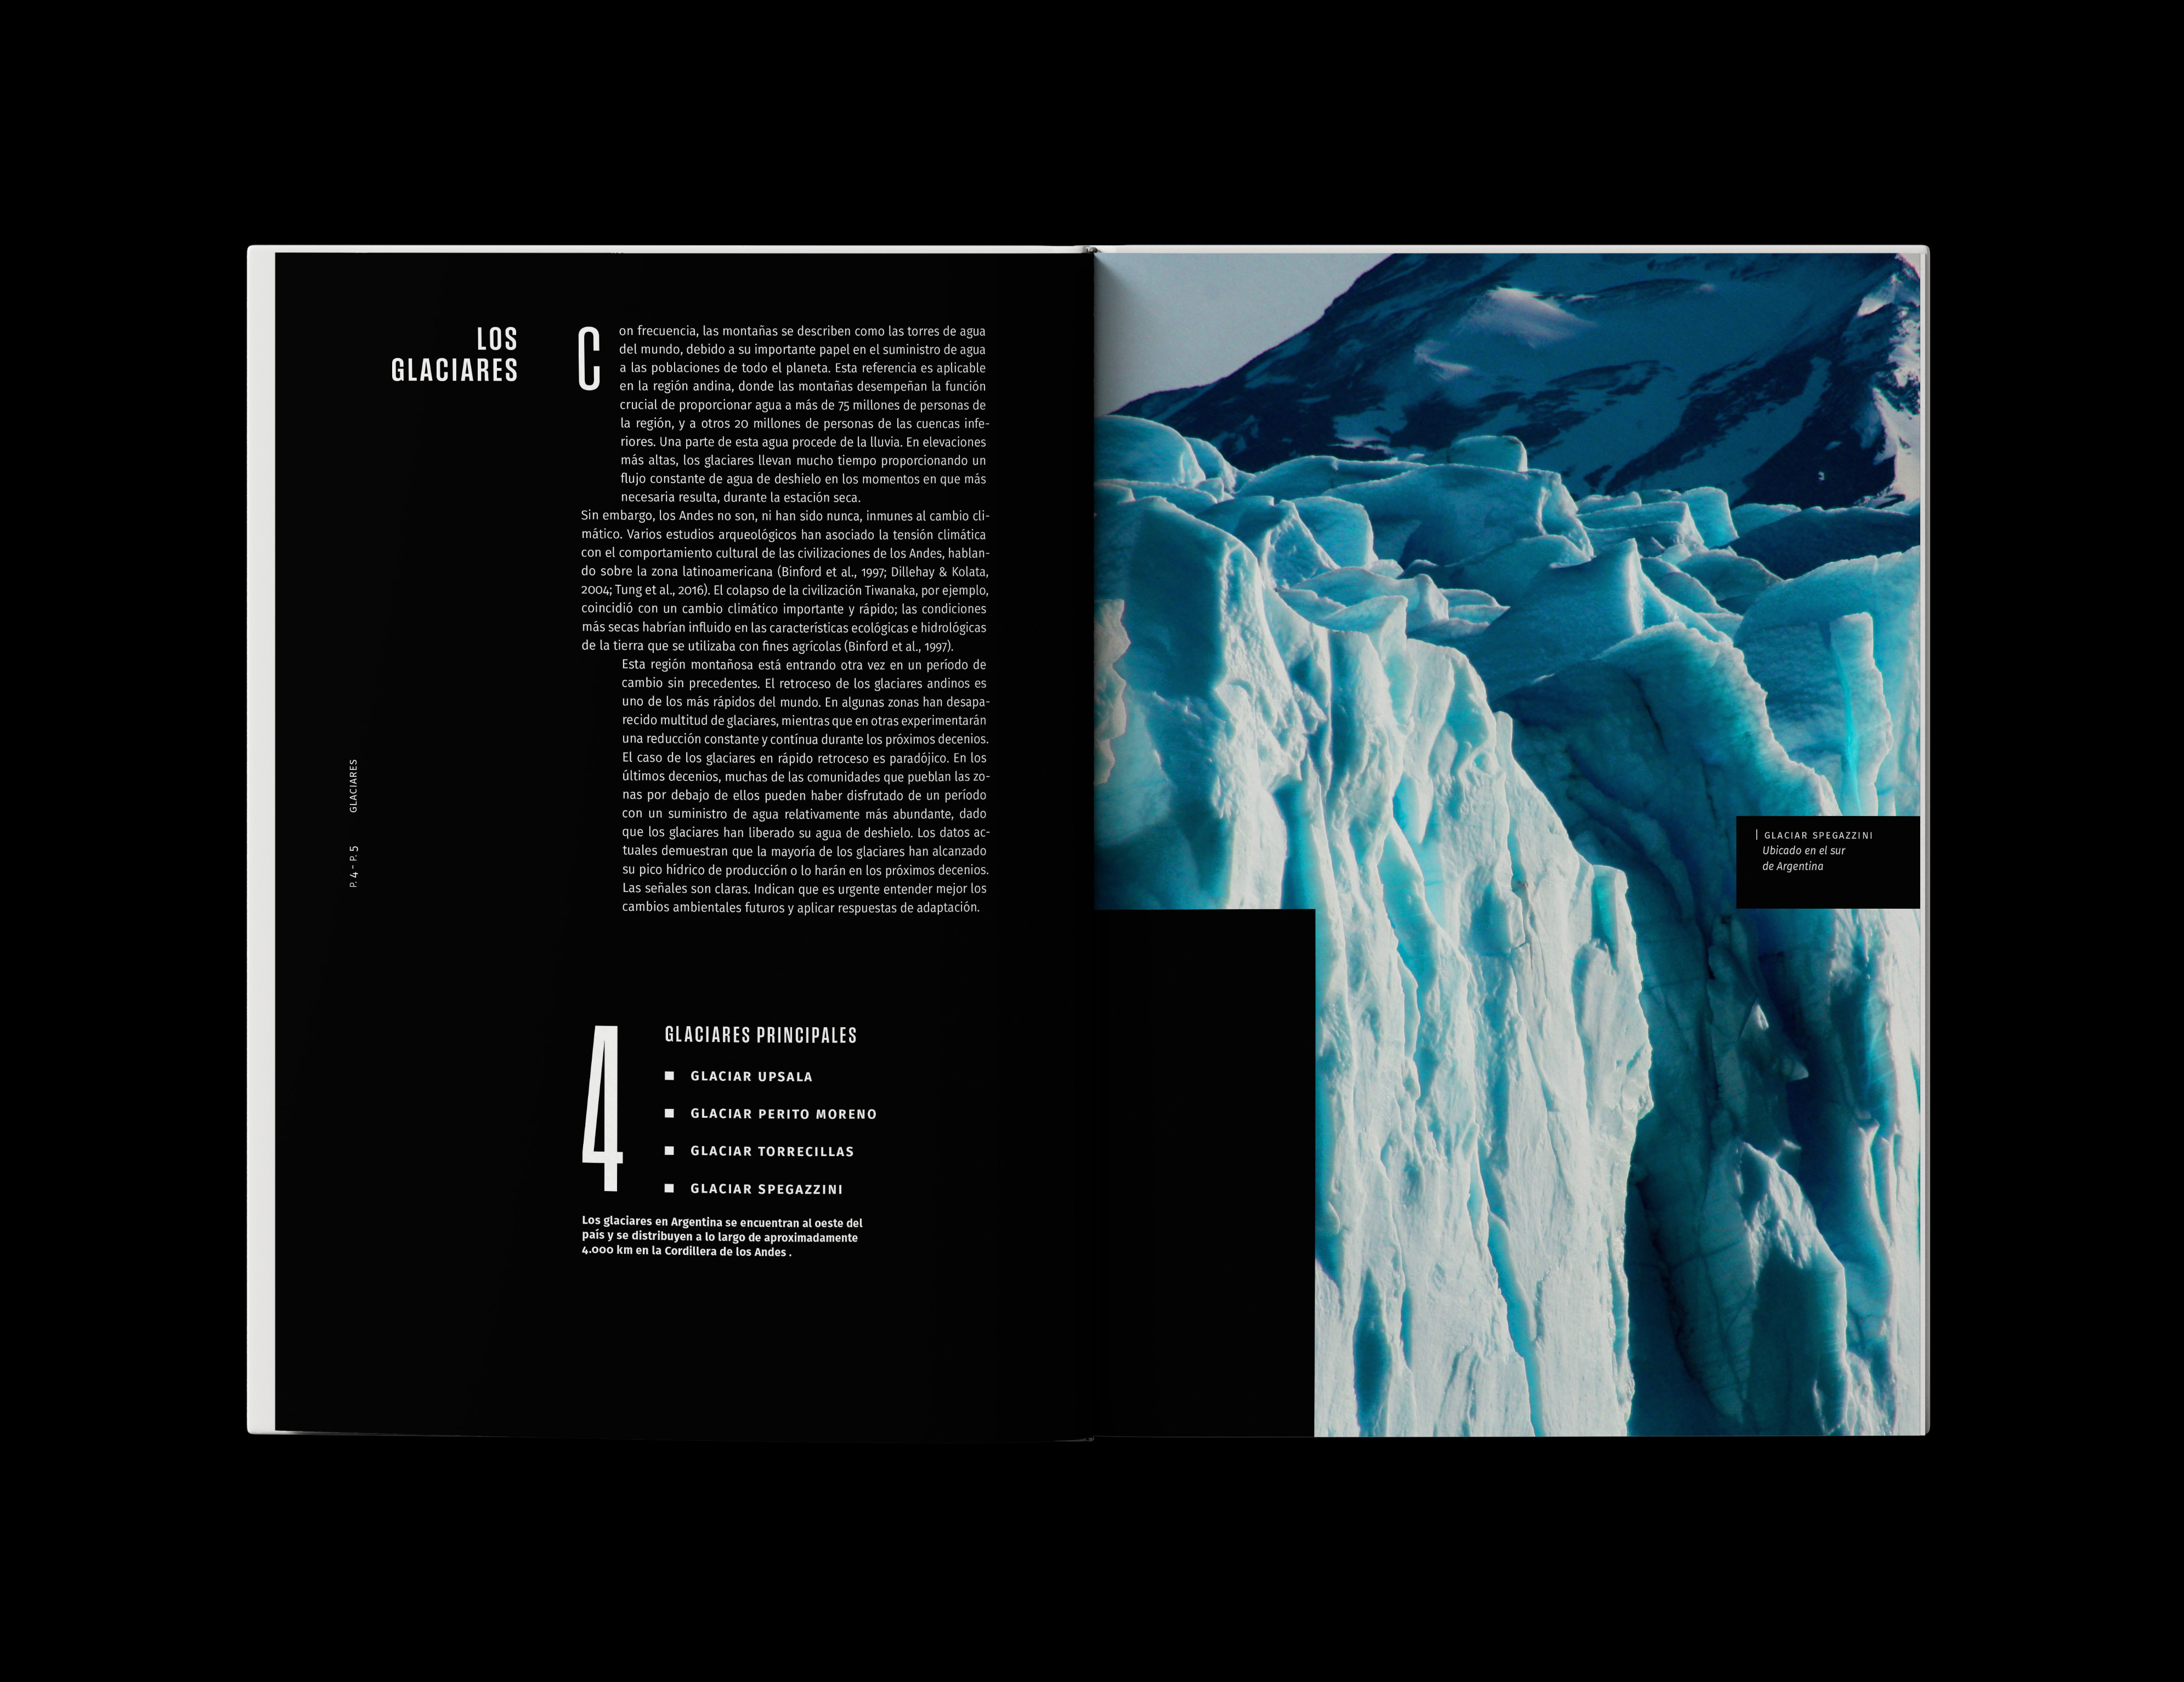 LOS
GLACIARES
Con frecuencia, las montañas se describen como las torres de agua
del mundo, debido a su importante papel en el suministro de agua
a las poblaciones de todo el planeta. Esta referencia es aplicable
en la región andina, donde las montañas desempeñan la función
crucial de proporcionar agua a más de 75 millones de personas de
la región, y a otros 20 millones de personas de las cuencas infe-
riores. Una parte de esta agua procede de la lluvia. En elevaciones
más altas, los glaciares llevan mucho tiempo proporcionando un
flujo constante de agua de deshielo en los momentos en que más
necesaria resulta, durante la estación seca.
Sin embargo, los Andes no son, ni han sido nunca, inmunes al cambio cli-
mático. Varios estudios arqueológicos han asociado la tensión climática
con el comportamiento cultural de las civilizaciones de los Andes, hablan-
do sobre la zona latinoamericana (Binford et al., 1997; Dillehay & Kolata,
2004; Tung et al., 2016). El colapso de la civilización Tiwanaka, por ejemplo,
coincidió con un cambio climático importante y rápido; las condiciones
más secas habrían influido en las características ecológicas e hidrológicas
de la tierra que se utilizaba con fines agrícolas (Binford et al., 1997).
Esta región montañosa está entrando otra vez en un período de
cambio sin precedentes. El retroceso de los glaciares andinos es
uno de los más rápidos del mundo. En algunas zonas han desapa-
recido multitud de glaciares, mientras que en otras experimentarán
una reducción constante y contínua durante los próximos decenios.
El caso de los glaciares en rápido retroceso es paradójico. En los
últimos decenios, muchas de las comunidades que pueblan las zo-
nas por debajo de ellos pueden haber disfrutado de un período
con un suministro de agua relativamente más abundante, dado
que los glaciares han liberado su agua de deshielo. Los datos ac-
tuales demuestran que la mayoría de los glaciares han alcanzado
su pico hídrico de producción o lo harán en los próximos decenios.
Las señales son claras. Indican que es urgente entender mejor los
cambios ambientales futuros y aplicar respuestas de adaptación.
P. 4 - P. 5 GLACIARES
4
GLACIARES PRINCIPALES
GLACIAR UPSALA
GLACIAR PERITO MORENO
GLACIAR TORRECILLAS
GLACIAR SPEGAZZINI
Los glaciares en Argentina se encuentran al oeste del
país y se distribuyen a lo largo de aproximadamente
4.000 km en la Cordillera de los Andes .
| GLACIAR SPEGAZZINI
Ubicado en el sur
de Argentina